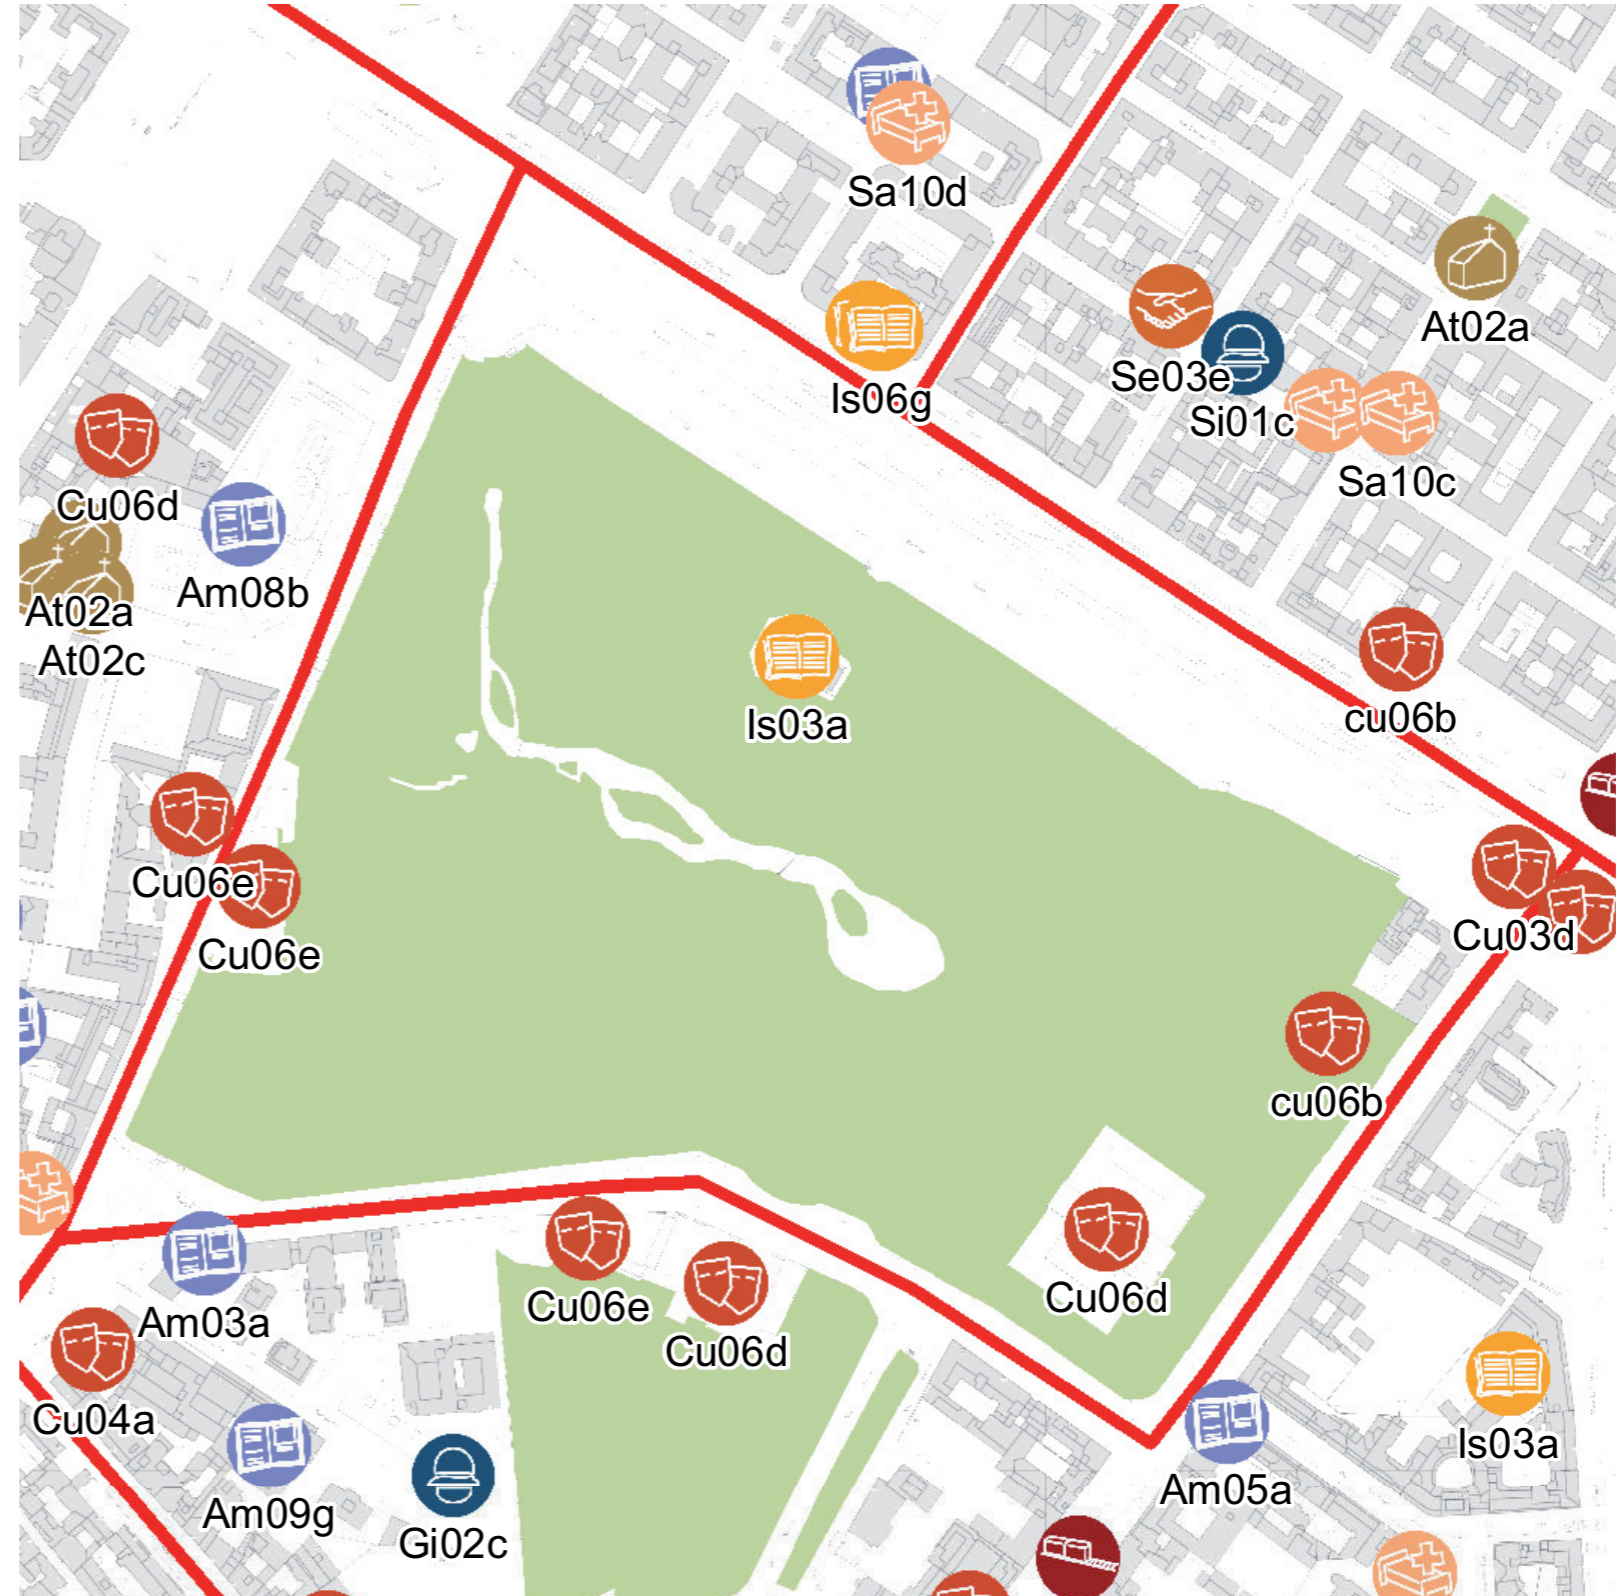 Sa10d
At02a
Se03e
Is06g
Si01c
Sa10c
Cu06d
Am08b
At02a
At02c
Is03a
cu06b
Cu06e
Cu06e
Cu03d
cu06b
Cu06e
Cu06d
Cu06d
Am03a
Cu04a
Is03a
Am05a
Am09g
Gi02c